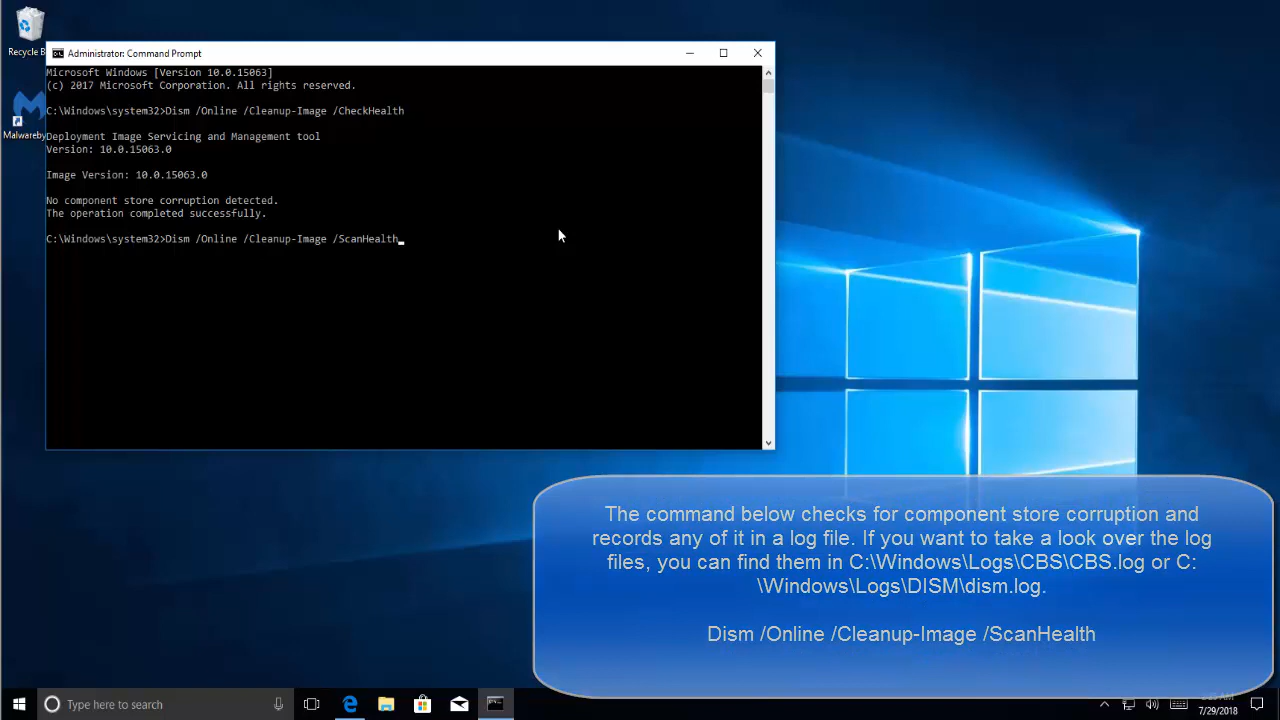 Recycle B
Malwareby
Administrator: Command Prompt
Microsoft Windows [Version 10.0.15063]
(c) 2017 Microsoft Corporation. All rights reserved.
C:\Windows\system32>Dism /Online /Cleanup-Image /CheckHealth
Deployment Image Servicing and Management tool
Version: 10.0.15063.0
Image Version: 10.0.15063.0
No component store corruption detected.
The operation completed successfully.
C:\Windows\system32>Dism /Online /Cleanup-Image /ScanHealth
The command below checks for component store corruption and
records any of it in a log file. If you want to take a look over the log
files, you can find them in C:\Windows\Logs\CBS\CBS.log or C:
\Windows\Logs\DISM\dism.log.
Dism /Online /Cleanup-Image /ScanHealth
Type here to search
7/29/2018